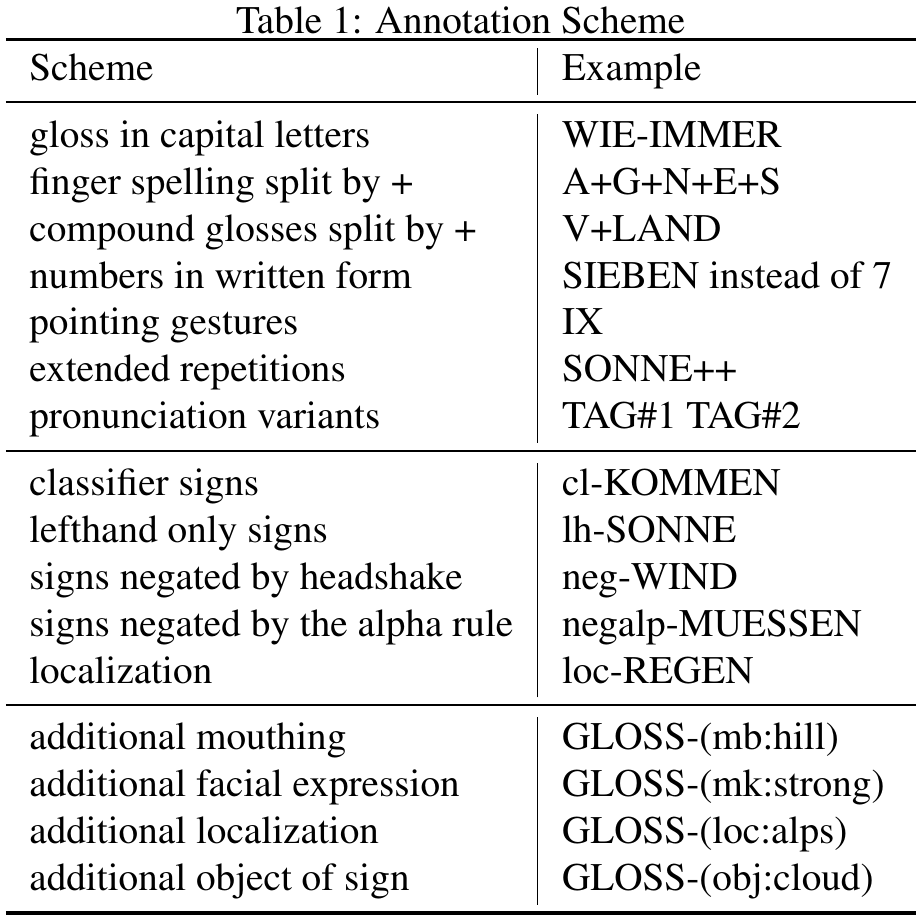 Table 1: Annotation Scheme
Scheme Example
gloss in capital letters WIE-IMMER
finger spelling split by + A+G+N+E+S
compound glosses split by + V+LAND
numbers in written form SIEBEN instead of 7
pointing gestures IX
extended repetitions SONNE++
pronunciation variants TAG#1 TAG#2
classifier signs cl-KOMMEN
lefthand only signs lh-SONNE
signs negated by headshake neg-WIND
signs negated by the alpha rule negalp-MUESSEN
localization loc-REGEN
additional mouthing GLOSS-(mb:hill)
additional facial expression GLOSS-(mk:strong)
additional localization GLOSS-(loc:alps)
additional object of sign GLOSS-(obj:cloud)